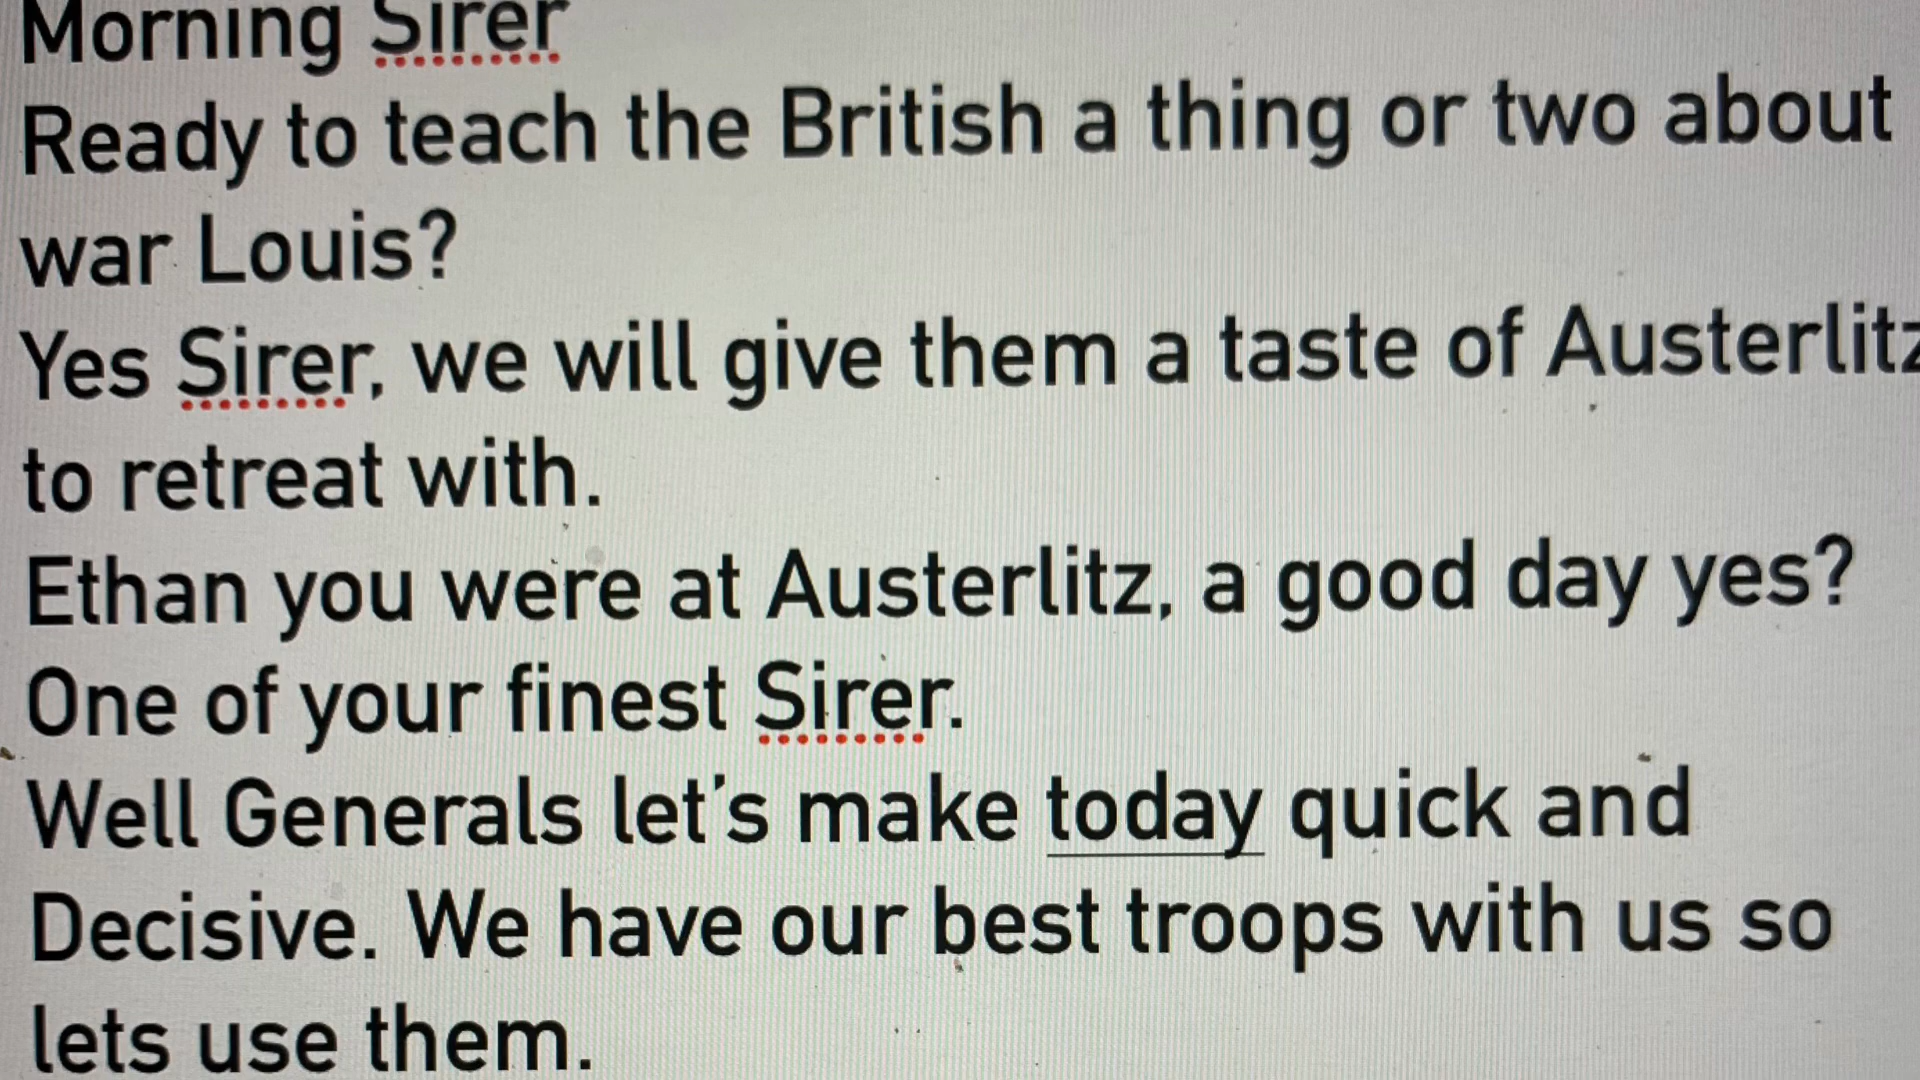 Morning Sirer
Ready to teach the British a thing or two about
war Louis?
Yes Sirer, we will give them a taste of Austerlitz
to retreat with.
Ethan you were at Austerlitz, a good day yes?
One of your finest Sirer.
Well Generals let's make today quick and
Decisive. We have our best troops with us so
lets use them.